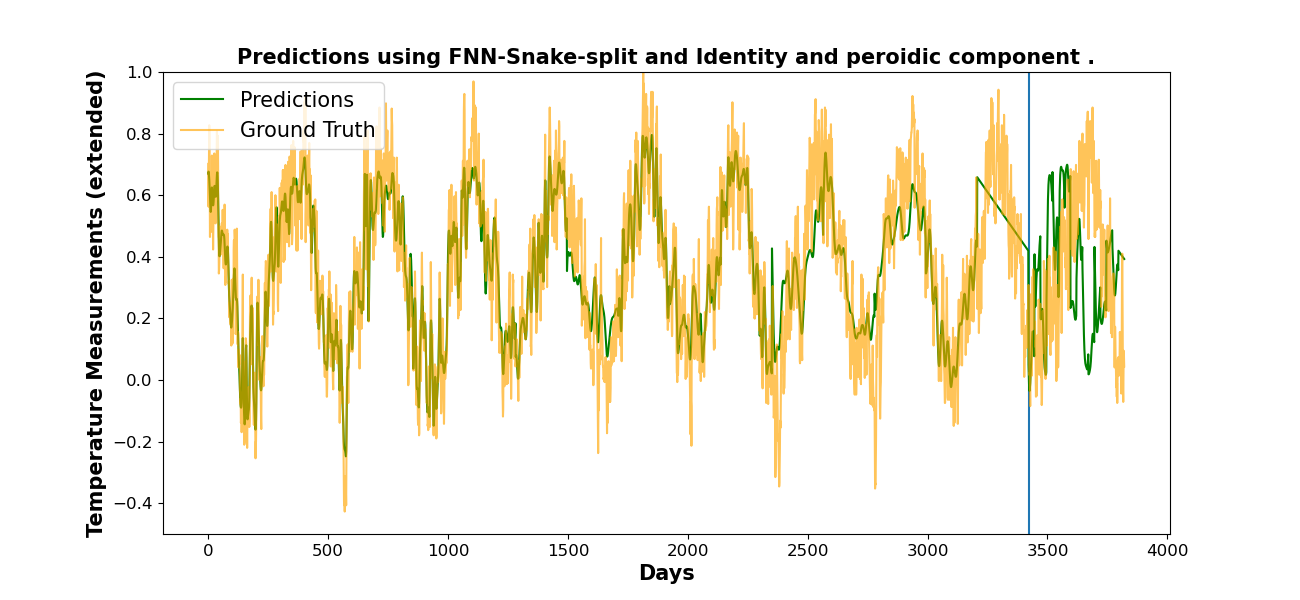 Predictions using FNN-Snake-split and Identity and peroidic component .
Temperature Measurements (extended)
1.0
0.8
0.6
0.4
0.2
0.0
−0.2
−0.4
Predictions
Ground Truth
0 500 1000 1500 2000 2500 3000 3500 4000
Days